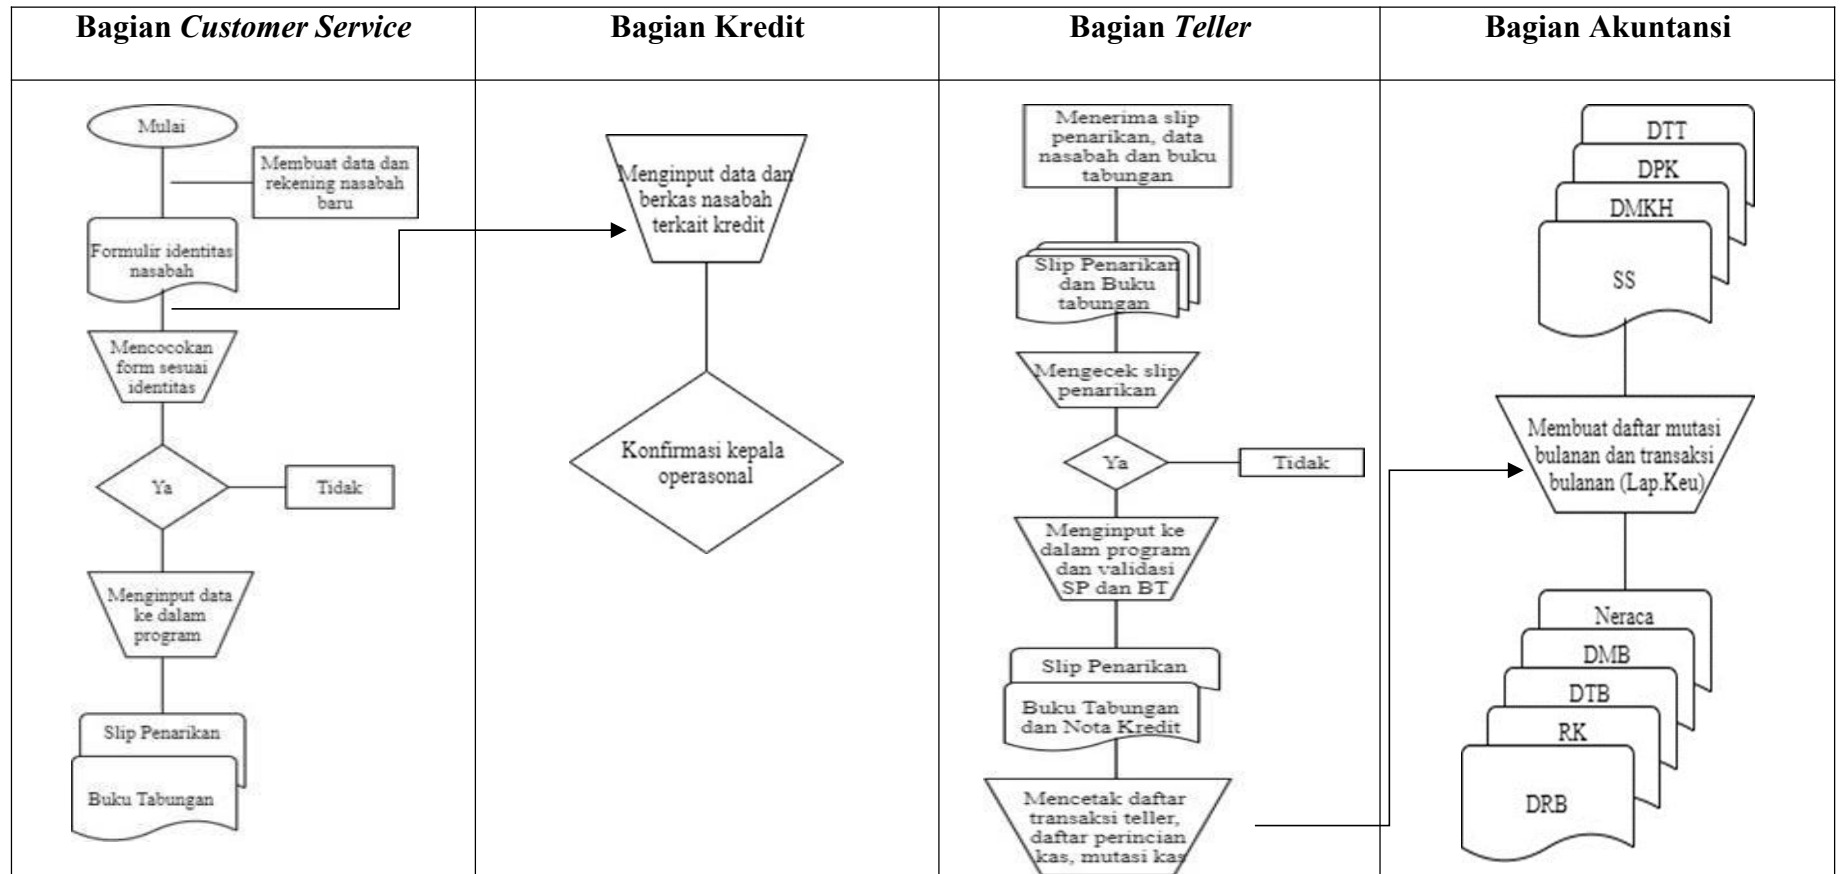 Bagian Customer Service
Bagian Kredit
Bagian Teller
Bagian Akuntansi
Mulai
Membuat data dan
rekening nasabah
baru
Formulir identitas
nasabah
Mencocokan
form sesuai
identitas
Ya
Tidak
Menginput data
ke dalam
program
Slip Penarikan
Buku Tabungan
Menginput data dan
berkas nasabah
terkait kredit
Konfirmasi kepala
operasonal
Menerima slip
penarikan, data
nasabah dan buku
tabungan
Slip Penarikan
dan Buku
tabungan
Mengecek slip
penarikan
Ya
Tidak
Menginput ke
dalam program
dan validasi
SP dan BT
Slip Penarikan
Buku Tabungan
dan Nota Kredit
Mencetak daftar
transaksi teller,
daftar perincian
kas, mutasi kas
DTT
DPK
DMKH
SS
Membuat daftar mutasi
bulanan dan transaksi
bulanan (Lap.Keu)
Neraca
DMB
DTB
RK
DRB